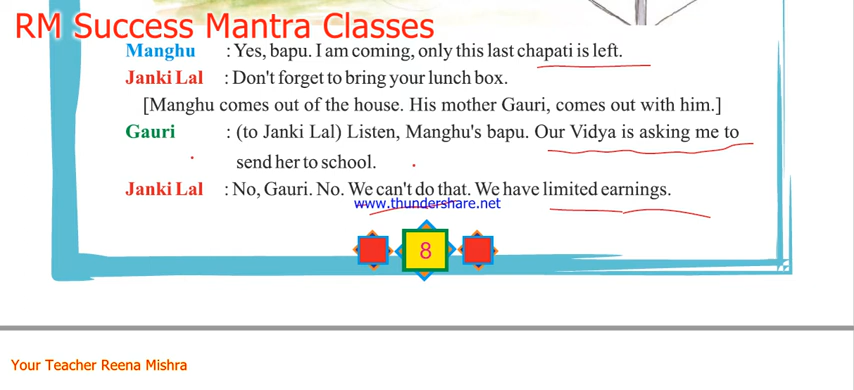 RM Success Mantra Classes
Manghu : Yes, bapu. I am coming, only this last chapati is left.
Janki Lal : Don't forget to bring your lunch box.
[Manghu comes out of the house. His mother Gauri, comes out with him.]
Gauri : (to Janki Lal) Listen, Manghu's bapu. Our Vidya is asking me to
send her to school.
Janki Lal : No, Gauri. No. We can't do that. We have limited earnings.
www.thundershare.net
8
Your Teacher Reena Mishra